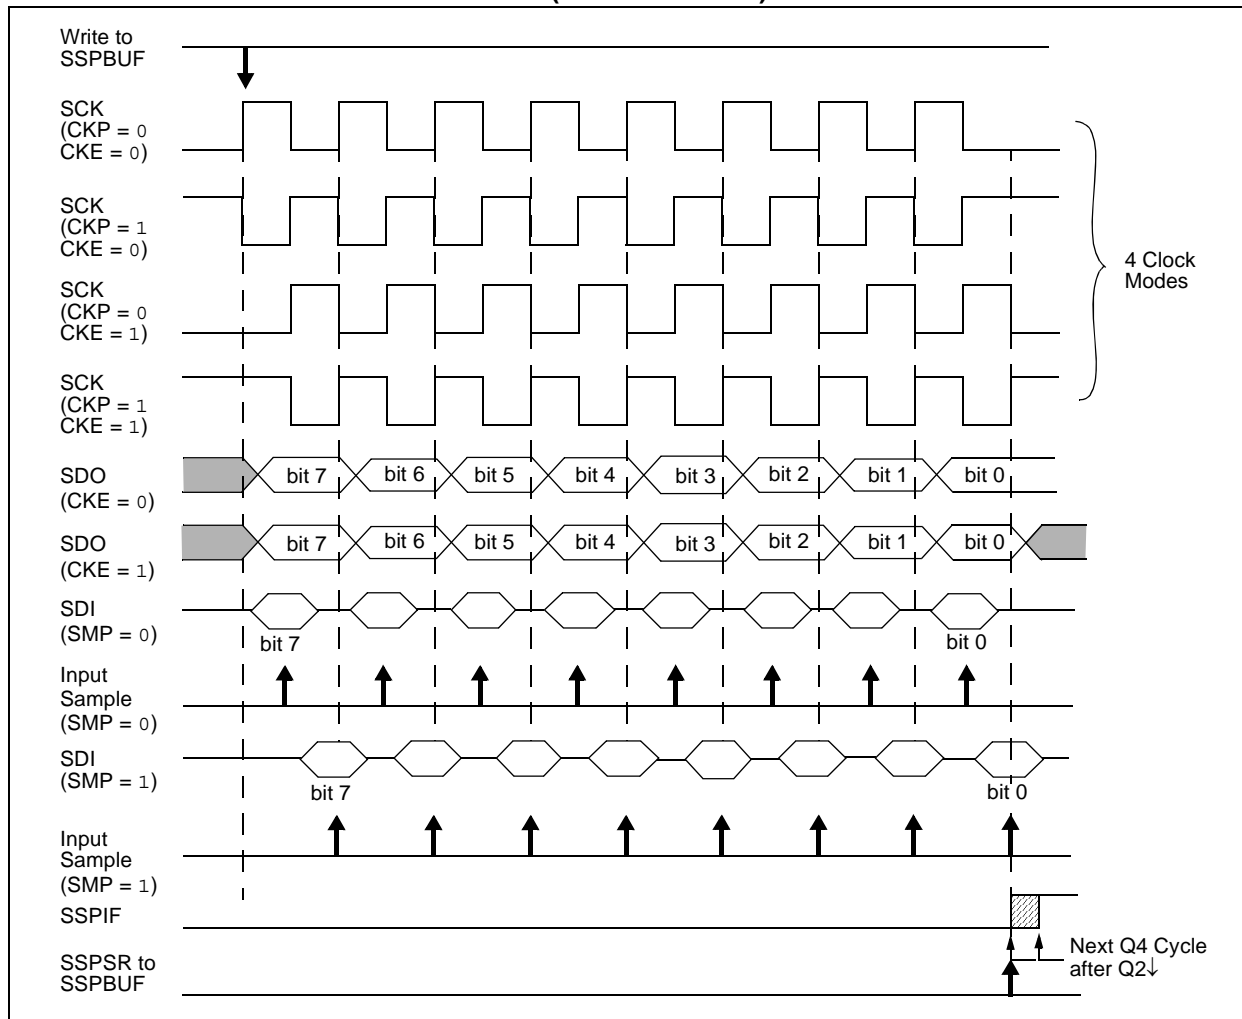 Write to
SSPBUF
SCK
(CKP = 0
CKE = 0)
SCK
(CKP = 1
CKE = 0)
SCK
(CKP = 0
CKE = 1)
SCK
(CKP = 1
CKE = 1)
4 Clock
Modes
SDO
(CKE = 0)
bit 7 bit 6 bit 5 bit 4 bit 3 bit 2 bit 1 bit 0
SDO
(CKE = 1)
bit 7 bit 6 bit 5 bit 4 bit 3 bit 2 bit 1 bit 0
SDI
(SMP = 0)
bit 7 bit 0
Input
Sample
(SMP = 0)
SDI
(SMP = 1)
bit 7 bit 0
Input
Sample
(SMP = 1)
SSPIF
Next Q4 Cycle
after Q2↓
SSPSR to
SSPBUF